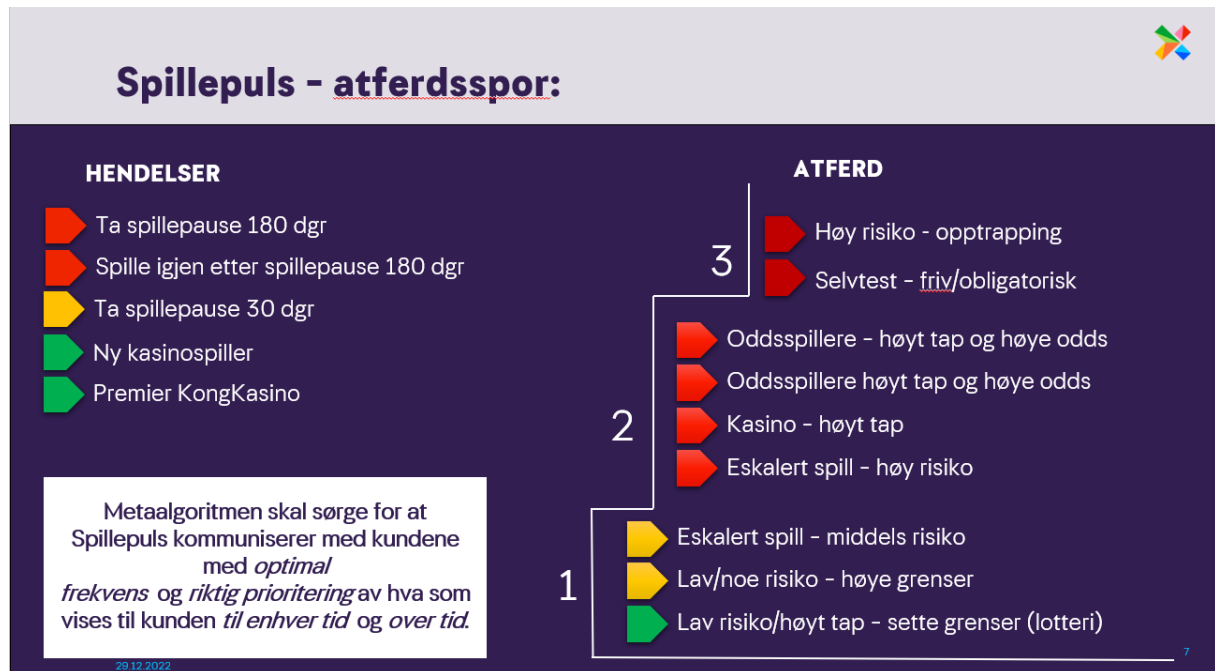 Spillepuls - atferdsspor:
HENDELSER
Ta spillepause 180 dgr
Spille igjen etter spillepause 180 dgr
Ta spillepause 30 dgr
Ny kasinospiller
Premier KongKasino
Metaalgoritmen skal sørge for at
Spillepuls kommuniserer med kundene
med optimal
frekvens og riktig prioritering av hva som
vises til kunden til enhver tid og over tid.
ATFERD
3
Høy risiko - opptrapping
Selvtest - friv/obligatorisk
2
Oddsspillere - høyt tap og høye odds
Oddsspillere høyt tap og høye odds
Kasino - høyt tap
Eskalert spill - høy risiko
1
Eskalert spill - middels risiko
Lav/noe risiko - høye grenser
Lav risiko/høyt tap - sette grenser (lotteri)
29.12.2022
7